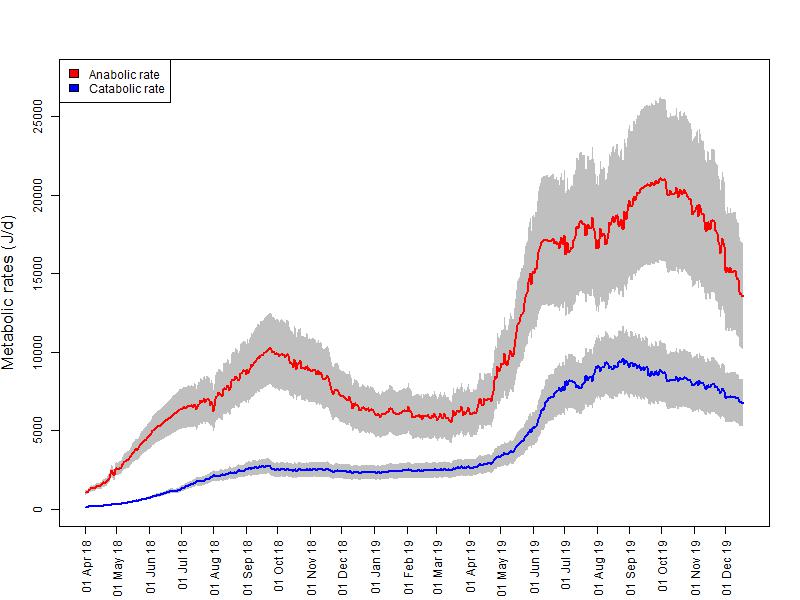 Anabolic rate
Catabolic rate
Metabolic rates (J/d)
25000
20000
15000
10000
5000
0
01 Apr 18
01 May 18
01 Jun 18
01 Jul 18
01 Aug 18
01 Sep 18
01 Oct 18
01 Nov 18
01 Dec 18
01 Jan 19
01 Feb 19
01 Mar 19
01 Apr 19
01 May 19
01 Jun 19
01 Jul 19
01 Aug 19
01 Sep 19
01 Oct 19
01 Nov 19
01 Dec 19